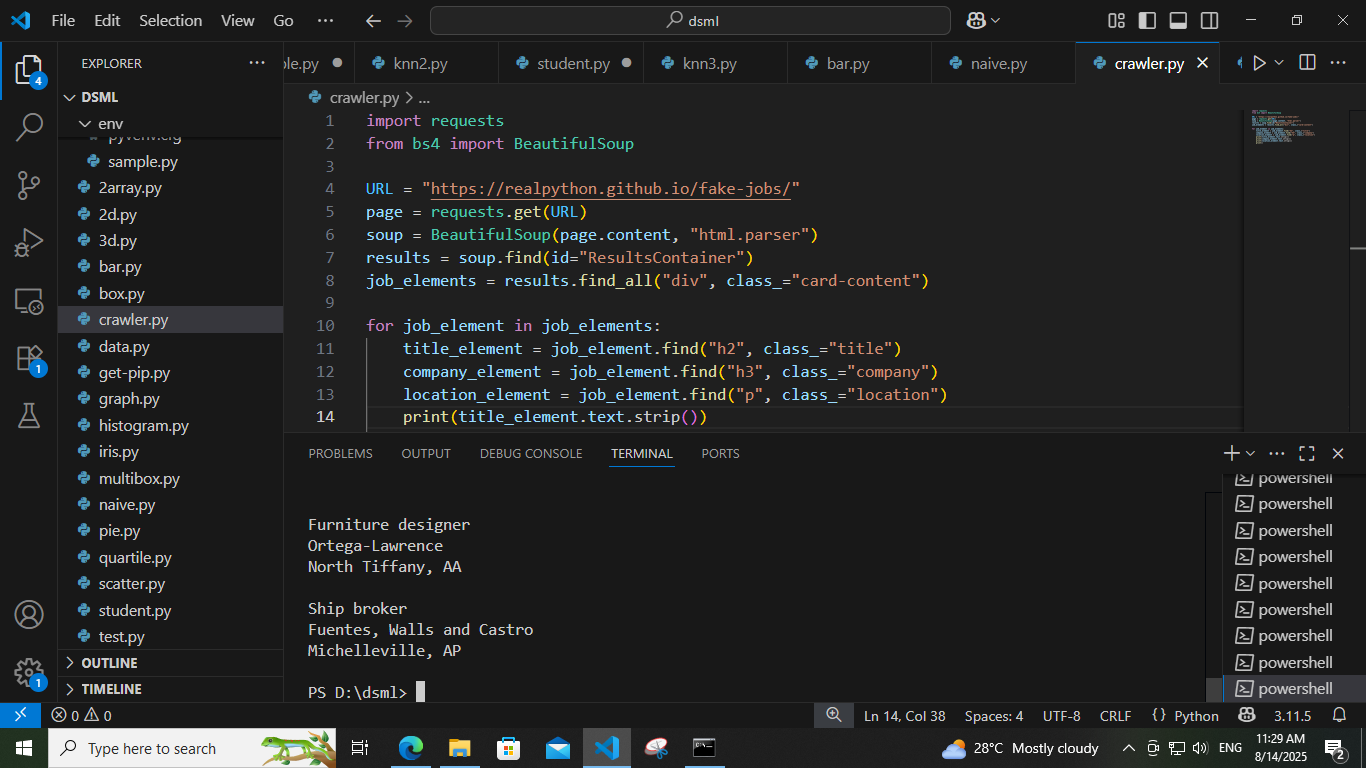 File Edit Selection View Go ··· dsml
EXPLORER ···
DSML
env
pyvenv.cfg
sample.py
2array.py
2d.py
3d.py
bar.py
box.py
crawler.py
data.py
get-pip.py
graph.py
histogram.py
iris.py
multibox.py
naive.py
pie.py
quartile.py
scatter.py
student.py
test.py
OUTLINE
TIMELINE
4
1
1
ple.py knn2.py student.py knn3.py bar.py naive.py crawler.py
crawler.py > ...
1 import requests
2 from bs4 import BeautifulSoup
3
4 URL = "https://realpython.github.io/fake-jobs/"
5 page = requests.get(URL)
6 soup = BeautifulSoup(page.content, "html.parser")
7 results = soup.find(id="ResultsContainer")
8 job_elements = results.find_all("div", class_="card-content")
9
10 for job_element in job_elements:
11 title_element = job_element.find("h2", class_="title")
12 company_element = job_element.find("h3", class_="company")
13 location_element = job_element.find("p", class_="location")
14 print(title_element.text.strip())
PROBLEMS OUTPUT DEBUG CONSOLE TERMINAL PORTS
Furniture designer
Ortega-Lawrence
North Tiffany, AA
Ship broker
Fuentes, Walls and Castro
Michelleville, AP
PS D:\dsml>
powershell
powershell
powershell
powershell
powershell
powershell
powershell
powershell
powershell
0 0 Ln 14, Col 38 Spaces: 4 UTF-8 CRLF {} Python 3.11.5
Type here to search 28°C Mostly cloudy ENG 11:29 AM
8/14/2025 2